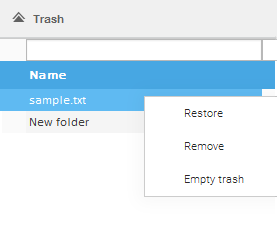 Trash
Name
sample.txt
New folder
Restore
Remove
Empty trash